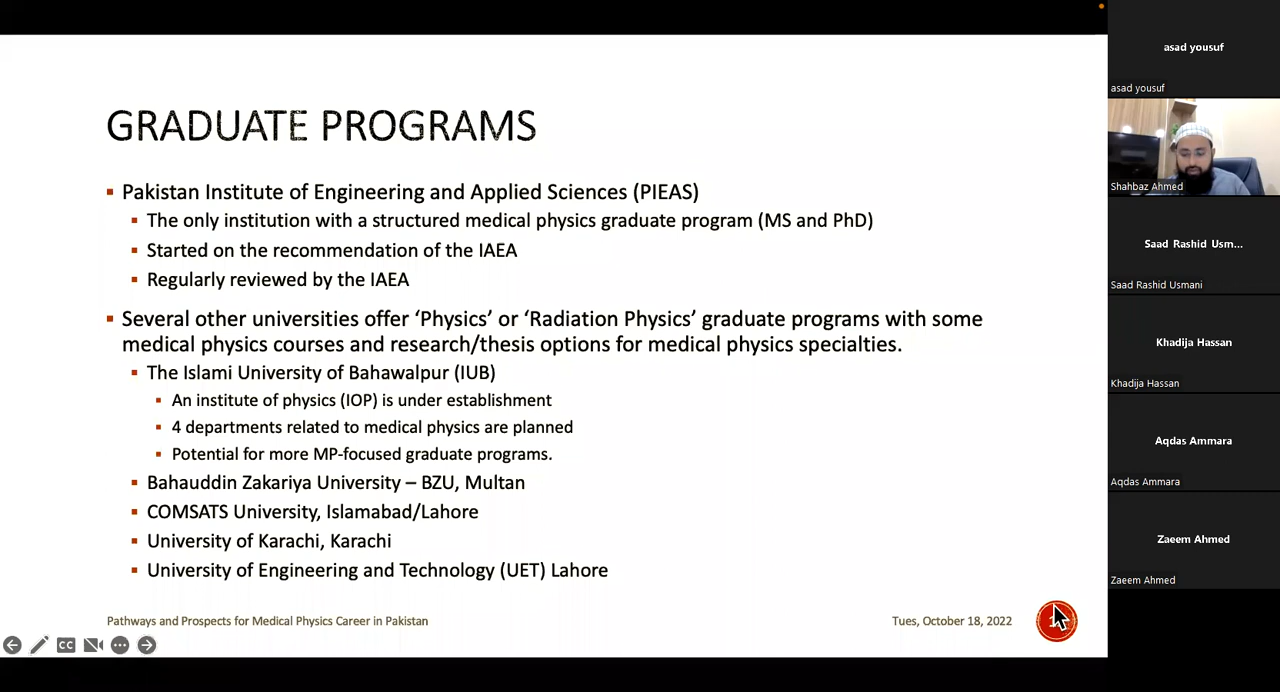 GRADUATE PROGRAMS
▪ Pakistan Institute of Engineering and Applied Sciences (PIEAS)
▪ The only institution with a structured medical physics graduate program (MS and PhD)
▪ Started on the recommendation of the IAEA
▪ Regularly reviewed by the IAEA
▪ Several other universities offer ‘Physics’ or ‘Radiation Physics’ graduate programs with some
medical physics courses and research/thesis options for medical physics specialties.
▪ The Islami University of Bahawalpur (IUB)
▪ An institute of physics (IOP) is under establishment
▪ 4 departments related to medical physics are planned
▪ Potential for more MP-focused graduate programs.
▪ Bahauddin Zakariya University – BZU, Multan
▪ COMSATS University, Islamabad/Lahore
▪ University of Karachi, Karachi
▪ University of Engineering and Technology (UET) Lahore
Pathways and Prospects for Medical Physics Career in Pakistan
Tues, October 18, 2022
CC
asad yousuf
asad yousuf
Shahbaz Ahmed
Saad Rashid Usm...
Saad Rashid Usmani
Khadija Hassan
Khadija Hassan
Aqdas Ammara
Aqdas Ammara
Zaeem Ahmed
Zaeem Ahmed